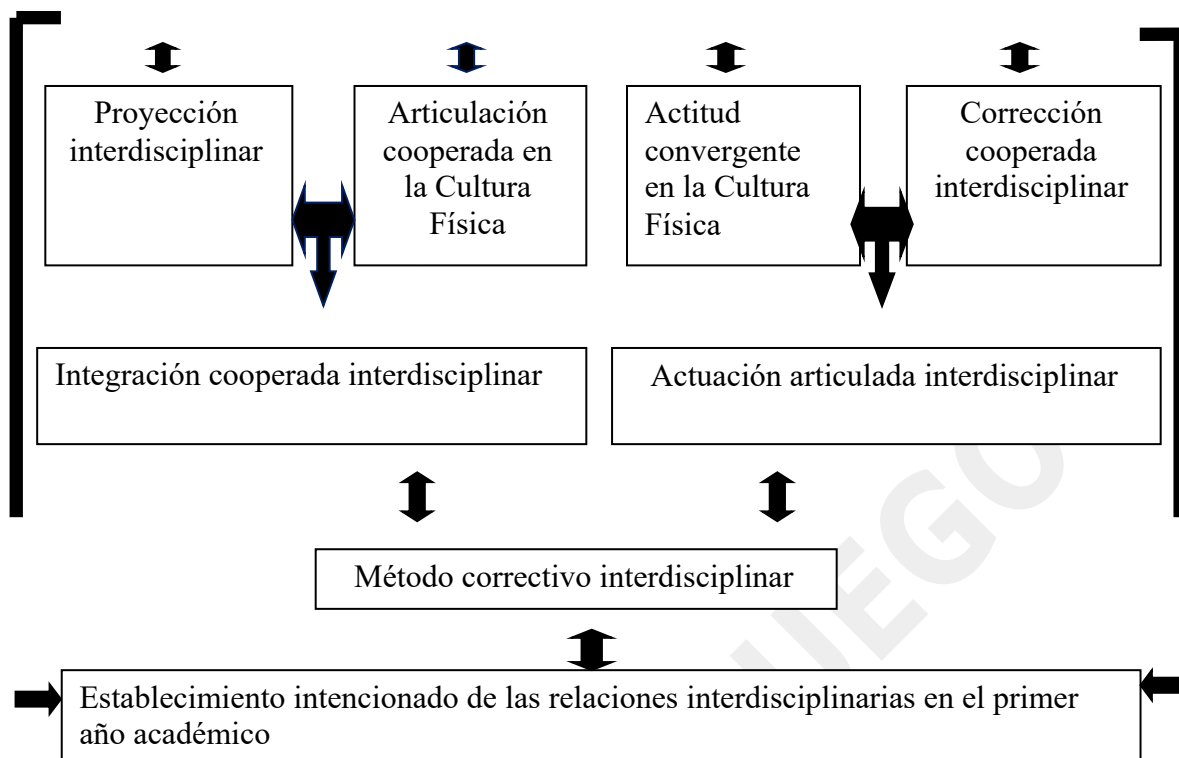 Proyección
interdisciplinar
Articulación
cooperada en
la Cultura
Física
Actitud
convergente
en la Cultura
Física
Corrección
cooperada
interdisciplinar
Integración cooperada interdisciplinar
Actuación articulada interdisciplinar
Método correctivo interdisciplinar
Establecimiento intencionado de las relaciones interdisciplinarias en el primer
año académico
UEGO